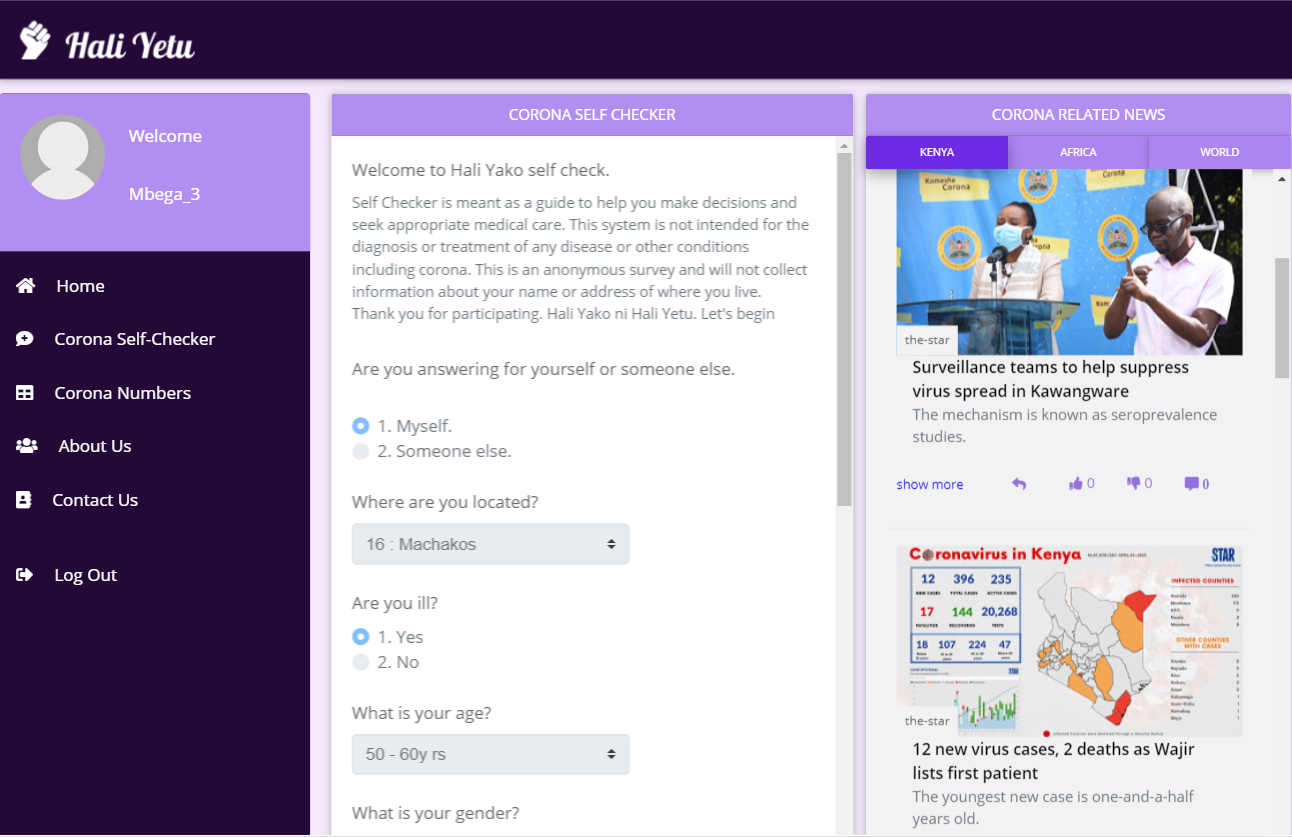 Hali Yetu
Welcome
Mbega_3
Home
Corona Self-Checker
Corona Numbers
About Us
Contact Us
Log Out
CORONA SELF CHECKER
Welcome to Hali Yako self check.
Self Checker is meant as a guide to help you make decisions and
seek appropriate medical care. This system is not intended for the
diagnosis or treatment of any disease or other conditions
including corona. This is an anonymous survey and will not collect
information about your name or address of where you live.
Thank you for participating. Hali Yako ni Hali Yetu. Let's begin
Are you answering for yourself or someone else.
1. Myself.
2. Someone else.
Where are you located?
16 : Machakos
Are you ill?
1. Yes
2. No
What is your age?
50 - 60y rs
What is your gender?
CORONA RELATED NEWS
KENYA AFRICA WORLD
Komesha
Corona
the-star
Surveillance teams to help suppress
virus spread in Kawangware
The mechanism is known as seroprevalence
studies.
show more 0 0 0
Coronavirus in Kenya
STAR
12 396 235
NEW CASES TOTAL CASES ACTIVE CASES
17 144 20,268
FATALITIES RECOVERIES TESTS
18 107 224 47
INFECTED COUNTIES
OTHER COUNTIES
WITH CASES
the-star
12 new virus cases, 2 deaths as Wajir
lists first patient
The youngest new case is one-and-a-half
years old.